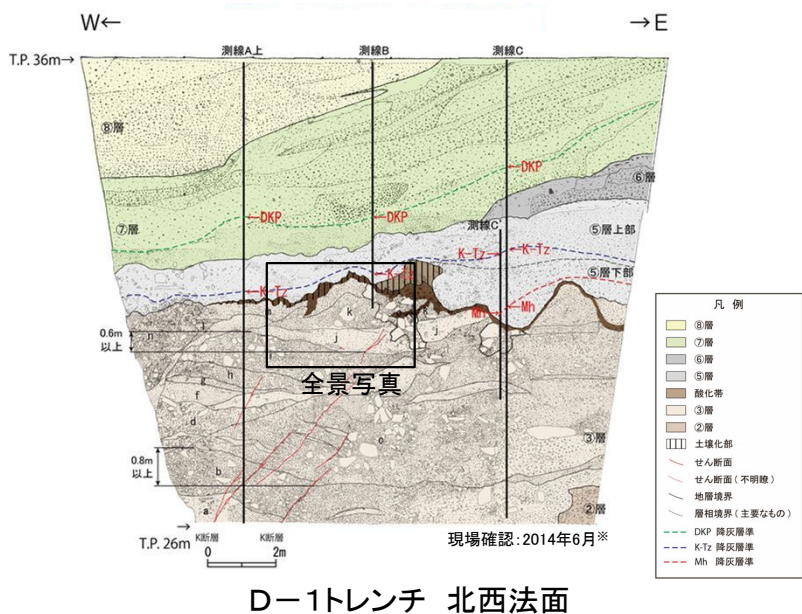 W← →E
測線A上 測線B 測線C
T.P. 36m→
⑧層
⑦層
←DKP ←DKP ←DKP
⑥層
a
測線C'
⑤層上部
K-Tz→ ←K-Tz
←K-Tz
←K-Tz
⑤層下部
Mh→ ←Mh
0.6m
以上
n l m k g j
j
i
h
g
f
全景写真
d
c
o
③層
0.8m
以上
b
a
②層
T.P. 26m→
K断層 K断層 K断層
0 2m
現場確認:2014年6月※
凡 例
⑧層
⑦層
⑥層
⑤層
酸化帯
③層
②層
土壌化部
せん断面
せん断面(不明瞭)
地層境界
層相境界(主要なもの)
DKP 降灰層準
K-Tz 降灰層準
Mh 降灰層準
D-1トレンチ 北西法面